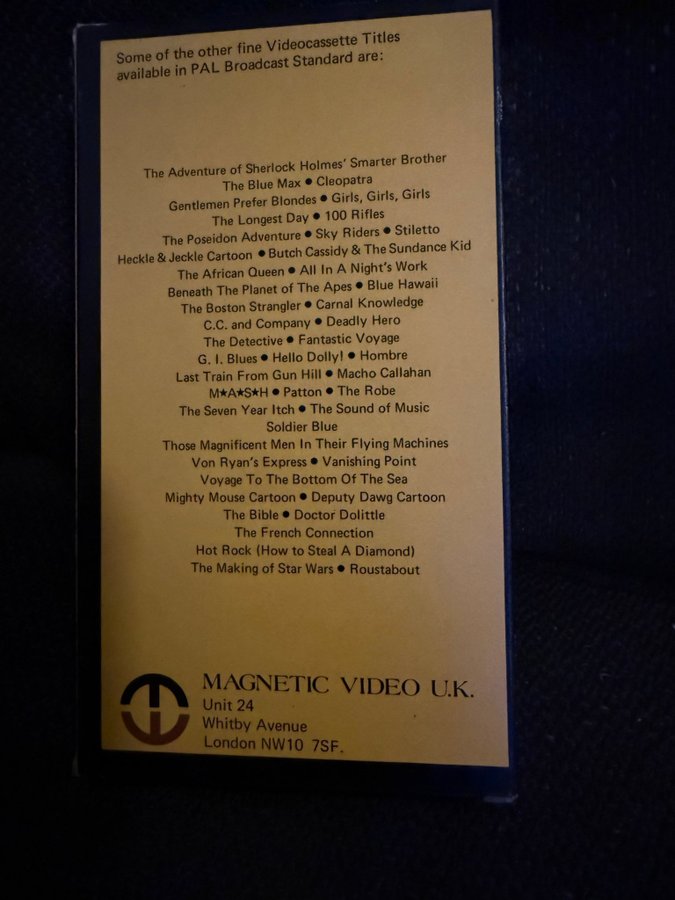 Some of the other fine Videocassette Titles
available in PAL Broadcast Standard are:
The Adventure of Sherlock Holmes' Smarter Brother
The Blue Max ● Cleopatra
Gentlemen Prefer Blondes ● Girls, Girls, Girls
The Longest Day ● 100 Rifles
The Poseidon Adventure ● Sky Riders ● Stiletto
Heckle & Jeckle Cartoon ● Butch Cassidy & The Sundance Kid
The African Queen ● All In A Night's Work
Beneath The Planet of The Apes ● Blue Hawaii
The Boston Strangler ● Carnal Knowledge
C.C. and Company ● Deadly Hero
The Detective ● Fantastic Voyage
G. I. Blues ● Hello Dolly! ● Hombre
Last Train From Gun Hill ● Macho Callahan
M★A★S★H ● Patton ● The Robe
The Seven Year Itch ● The Sound of Music
Soldier Blue
Those Magnificent Men In Their Flying Machines
Von Ryan's Express ● Vanishing Point
Voyage To The Bottom Of The Sea
Mighty Mouse Cartoon ● Deputy Dawg Cartoon
The Bible ● Doctor Dolittle
The French Connection
Hot Rock (How to Steal A Diamond)
The Making of Star Wars ● Roustabout
MAGNETIC VIDEO U.K.
Unit 24
Whitby Avenue
London NW10 7SF.